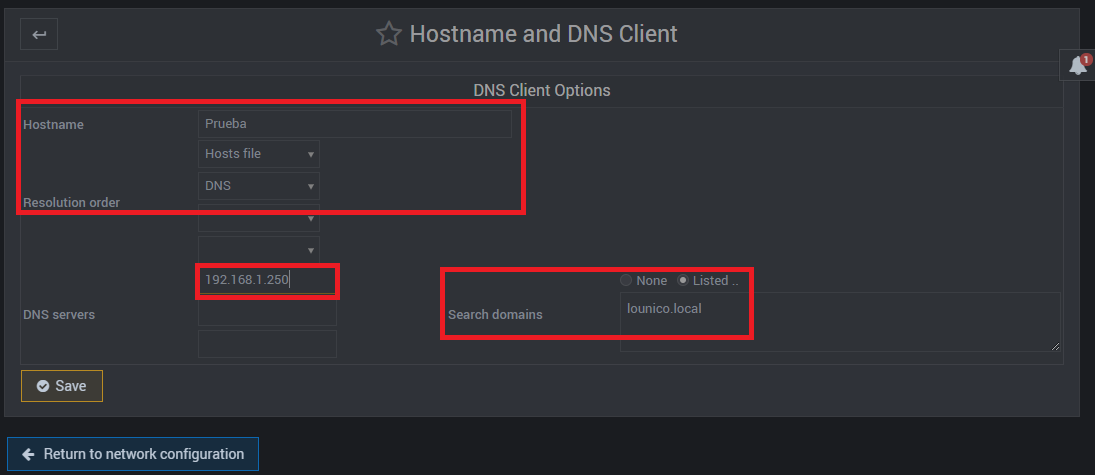 Hostname and DNS Client
1
DNS Client Options
Hostname
Prueba
Hosts file
DNS
Resolution order
192.168.1.250
None
Listed ..
DNS servers
Search domains
lounico.local
Save
Return to network configuration